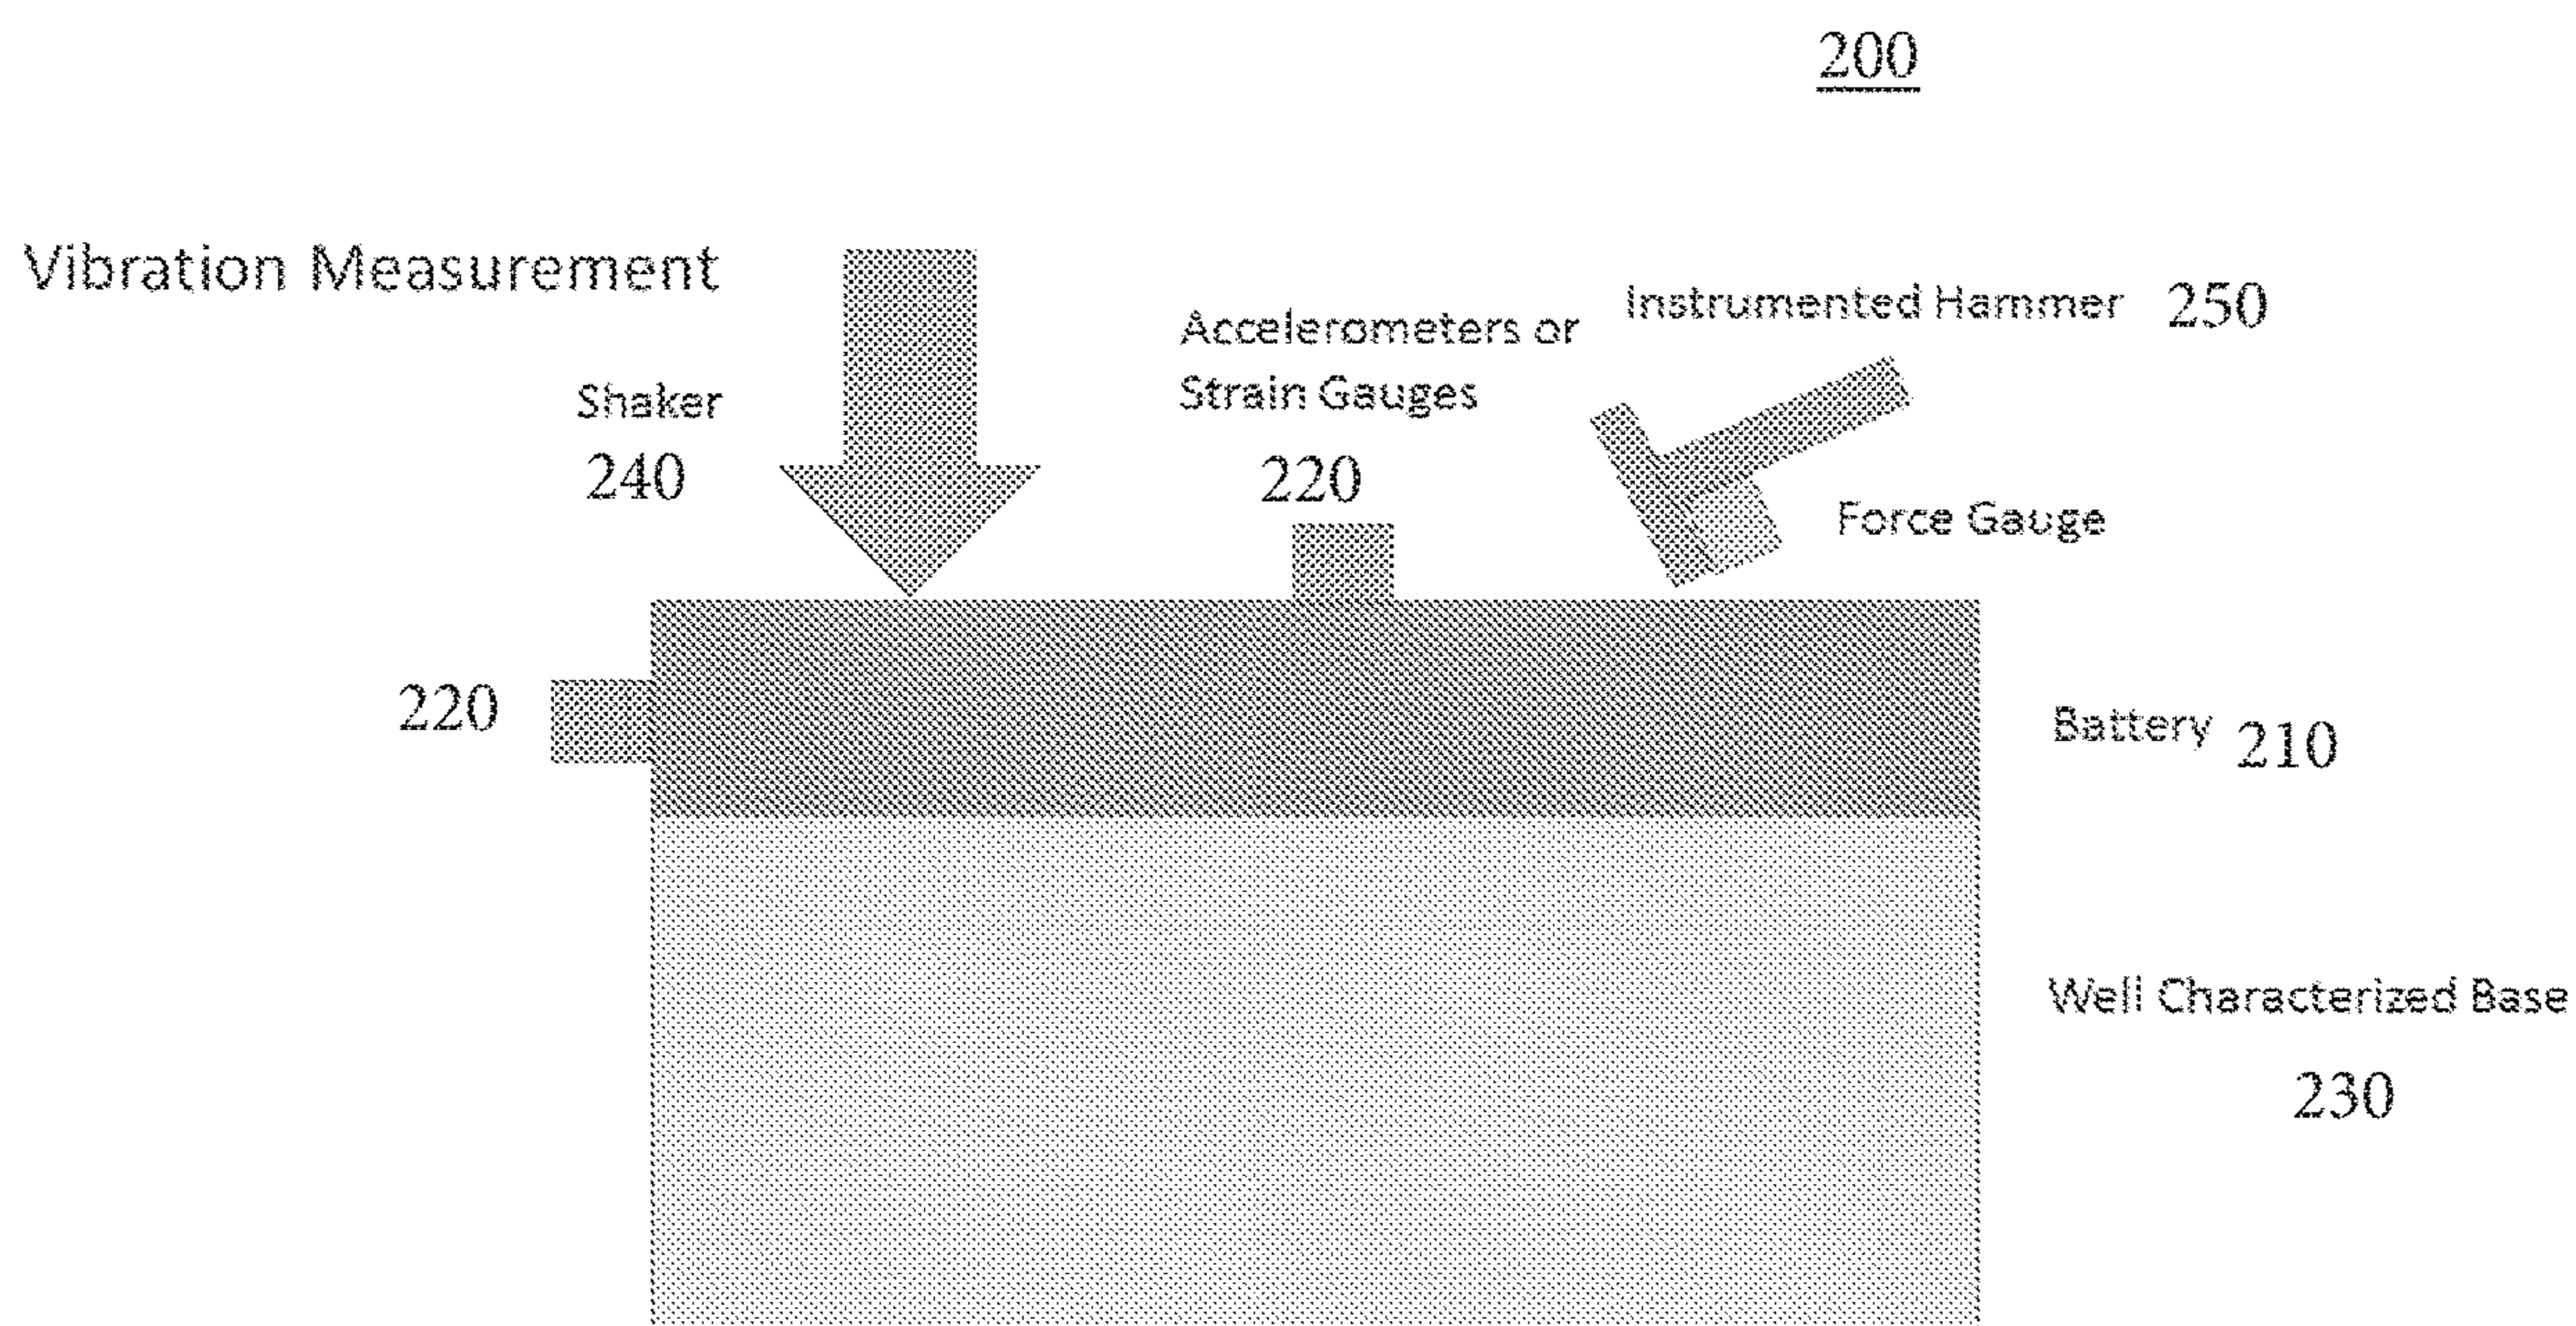 200
Vibration Measurement
Shaker
240
Accelerometers or
Strain Gauges
220
Instrumented Hammer 250
Force Gauge
220
Battery 210
Well Characterized Base
230